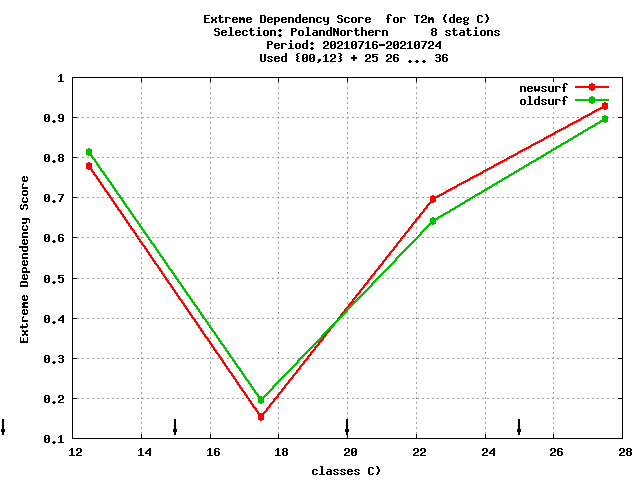 Extreme Dependency Score  for T2m (deg C)
Selection: PolandNorthern      8 stations
Period: 20210716-20210724
Used {00,12} + 25 26 ... 36
newsurf
oldsurf
1
0.9
0.8
0.7
0.6
0.5
0.4
0.3
0.2
0.1
Extreme Dependency Score
12 14 16 18 20 22 24 26 28
classes C)